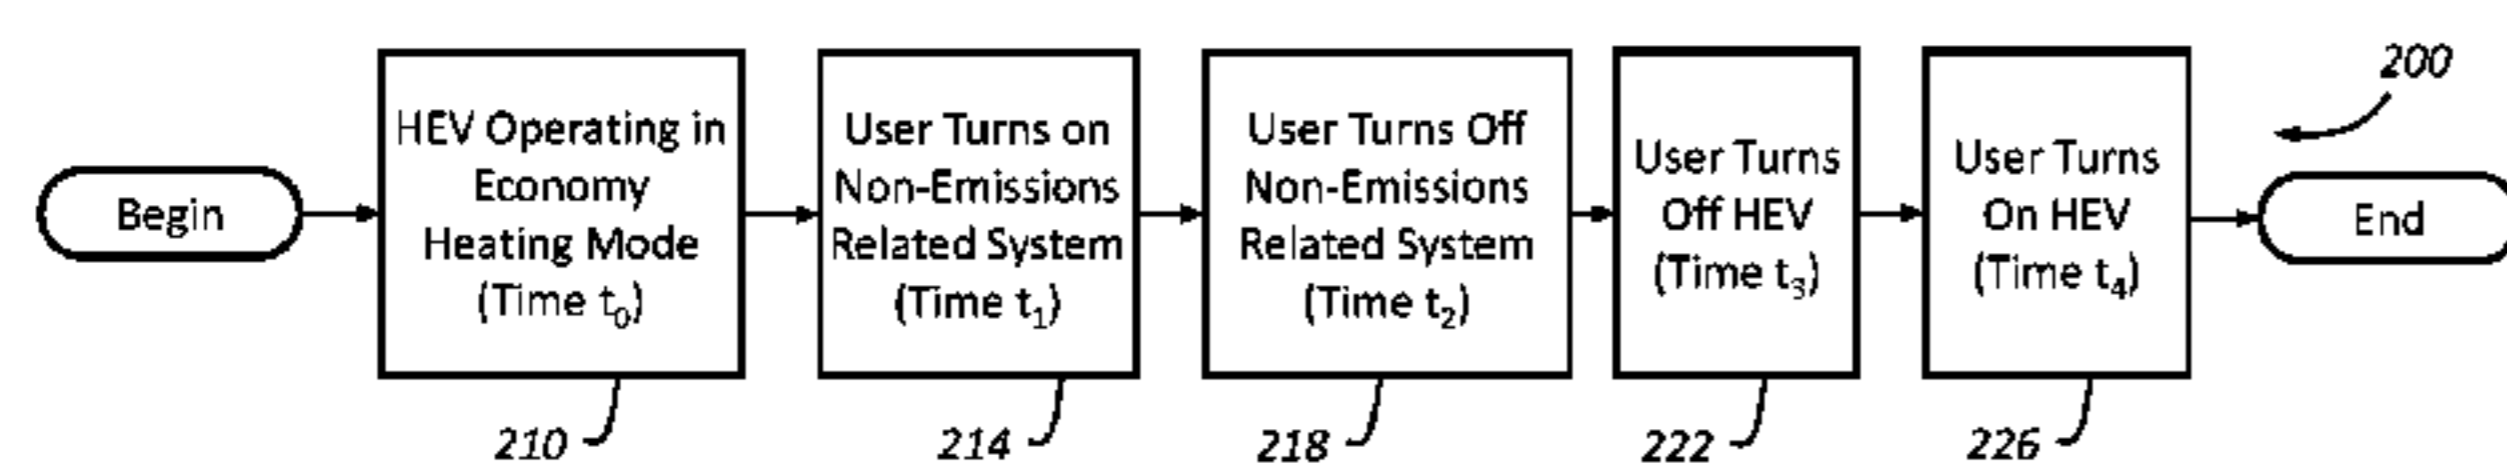 200
Begin
HEV Operating in
Economy
Heating Mode
(Time t₀)
User Turns on
Non-Emissions
Related System
(Time t₁)
User Turns Off
Non-Emissions
Related System
(Time t₂)
User Turns
Off HEV
(Time t₃)
User Turns
On HEV
(Time t₄)
End
210
214
218
222
226